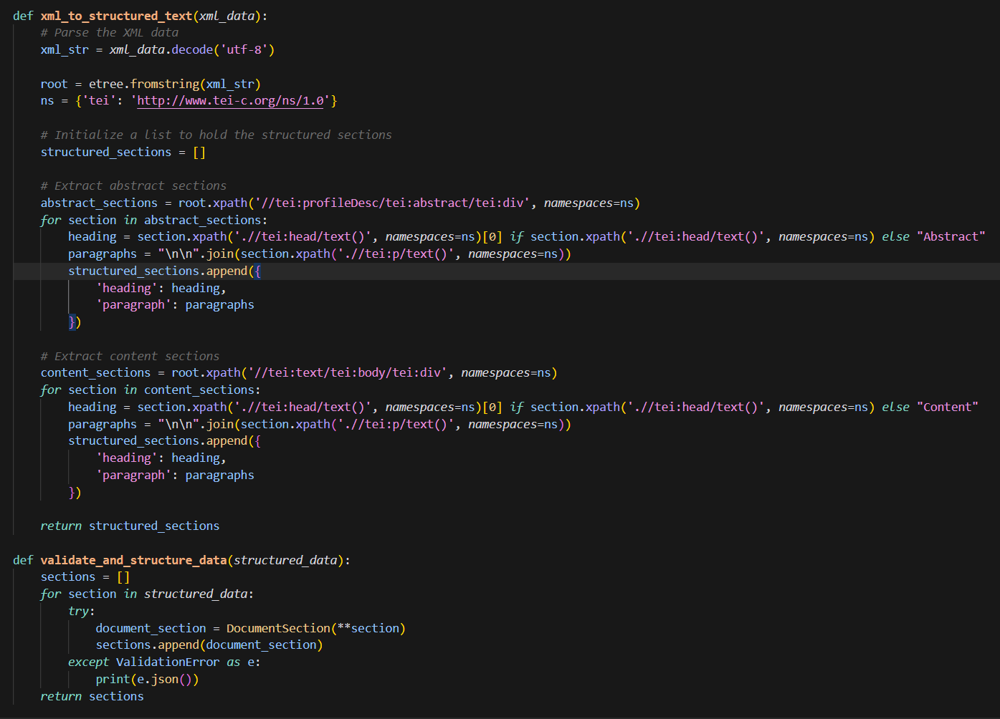 def xml_to_structured_text(xml_data):
    # Parse the XML data
    xml_str = xml_data.decode('utf-8')

    root = etree.fromstring(xml_str)
    ns = {'tei': 'http://www.tei-c.org/ns/1.0'}

    # Initialize a list to hold the structured sections
    structured_sections = []

    # Extract abstract sections
    abstract_sections = root.xpath('//tei:profileDesc/tei:abstract/tei:div', namespaces=ns)
    for section in abstract_sections:
        heading = section.xpath('.//tei:head/text()', namespaces=ns)[0] if section.xpath('.//tei:head/text()', namespaces=ns) else "Abstract"
        paragraphs = "\n\n".join(section.xpath('.//tei:p/text()', namespaces=ns))
        structured_sections.append({
            'heading': heading,
            'paragraph': paragraphs
        })

    # Extract content sections
    content_sections = root.xpath('//tei:text/tei:body/tei:div', namespaces=ns)
    for section in content_sections:
        heading = section.xpath('.//tei:head/text()', namespaces=ns)[0] if section.xpath('.//tei:head/text()', namespaces=ns) else "Content"
        paragraphs = "\n\n".join(section.xpath('.//tei:p/text()', namespaces=ns))
        structured_sections.append({
            'heading': heading,
            'paragraph': paragraphs
        })

    return structured_sections

def validate_and_structure_data(structured_data):
    sections = []
    for section in structured_data:
        try:
            document_section = DocumentSection(**section)
            sections.append(document_section)
        except ValidationError as e:
            print(e.json())
    return sections